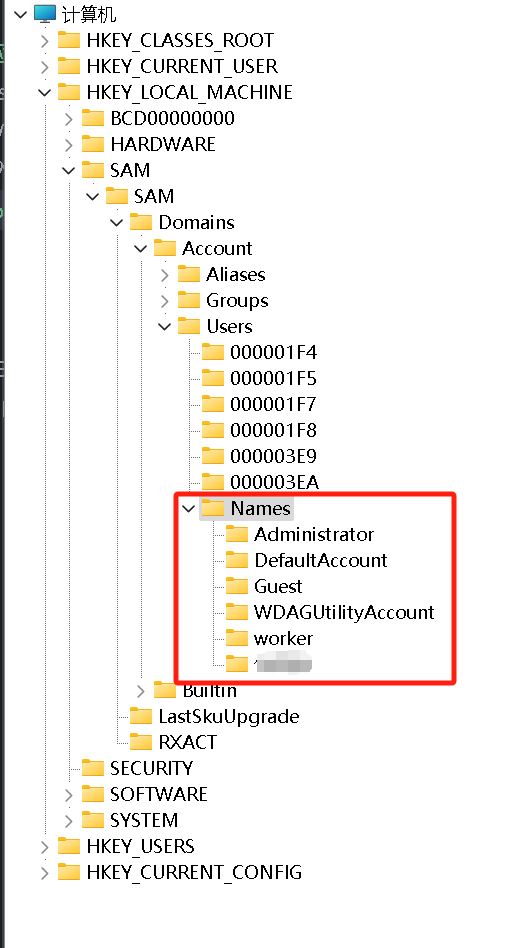 计算机
HKEY_CLASSES_ROOT
HKEY_CURRENT_USER
HKEY_LOCAL_MACHINE
BCD00000000
HARDWARE
SAM
SAM
Domains
Account
Aliases
Groups
Users
000001F4
000001F5
000001F7
000001F8
000003E9
000003EA
Names
Administrator
DefaultAccount
Guest
WDAGUtilityAccount
worker
Builtin
LastSkuUpgrade
RXACT
SECURITY
SOFTWARE
SYSTEM
HKEY_USERS
HKEY_CURRENT_CONFIG